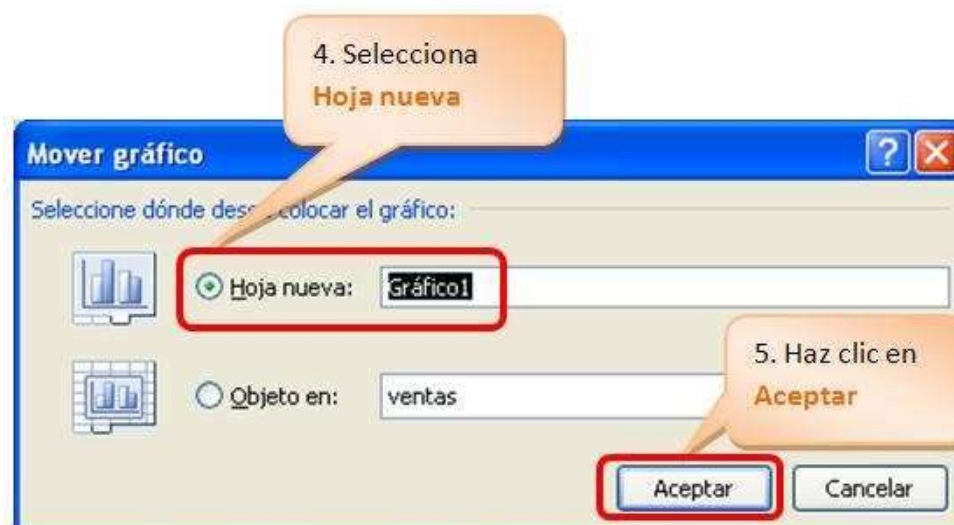 4. Selecciona
Hoja nueva
Mover gráfico
?
Seleccione dónde desea colocar el gráfico:
Hoja nueva:
Gráfico1
5. Haz clic en
Aceptar
Objeto en:
ventas
Aceptar
Cancelar